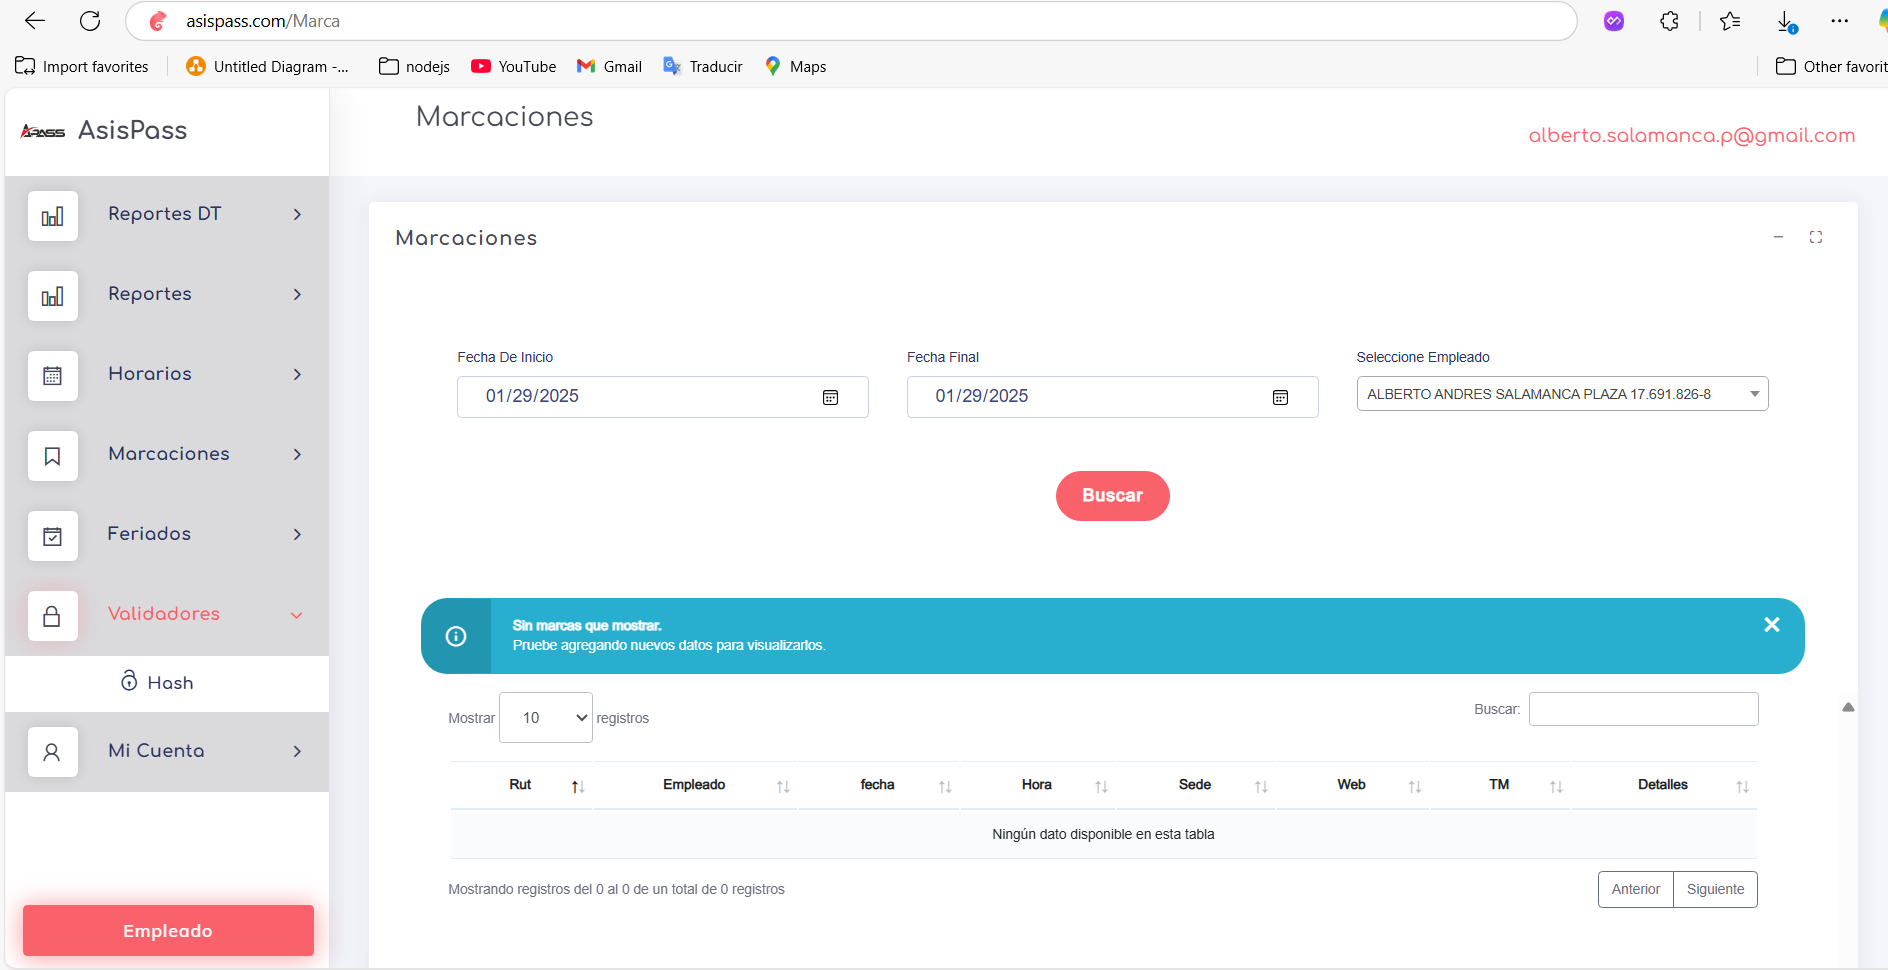 asispass.com/Marca
Import favorites
Untitled Diagram -...
nodejs
YouTube
Gmail
Traducir
Maps
Other favorit
APASS AsisPass
Marcaciones
alberto.salamanca.p@gmail.com
Reportes DT
Reportes
Horarios
Marcaciones
Feriados
Validadores
Hash
Mi Cuenta
Empleado
Marcaciones
Fecha De Inicio
Fecha Final
Seleccione Empleado
01/29/2025
01/29/2025
ALBERTO ANDRES SALAMANCA PLAZA 17.691.826-8
Buscar
Sin marcas que mostrar.
Pruebe agregando nuevos datos para visualizarlos.
Mostrar 10 registros
Buscar:
Rut Empleado fecha Hora Sede Web TM Detalles
Ningún dato disponible en esta tabla
Mostrando registros del 0 al 0 de un total de 0 registros
Anterior Siguiente